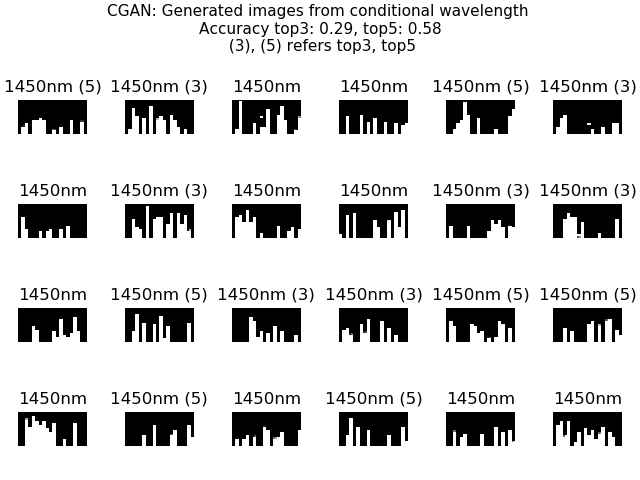 CGAN: Generated images from conditional wavelength
Accuracy top3: 0.29, top5: 0.58
(3), (5) refers top3, top5
1450nm (5) 1450nm (3) 1450nm 1450nm 1450nm (5) 1450nm (3)
1450nm 1450nm (3) 1450nm 1450nm 1450nm (3) 1450nm (3)
1450nm 1450nm (5) 1450nm (3) 1450nm (3) 1450nm (5) 1450nm (5)
1450nm 1450nm (5) 1450nm 1450nm (5) 1450nm 1450nm